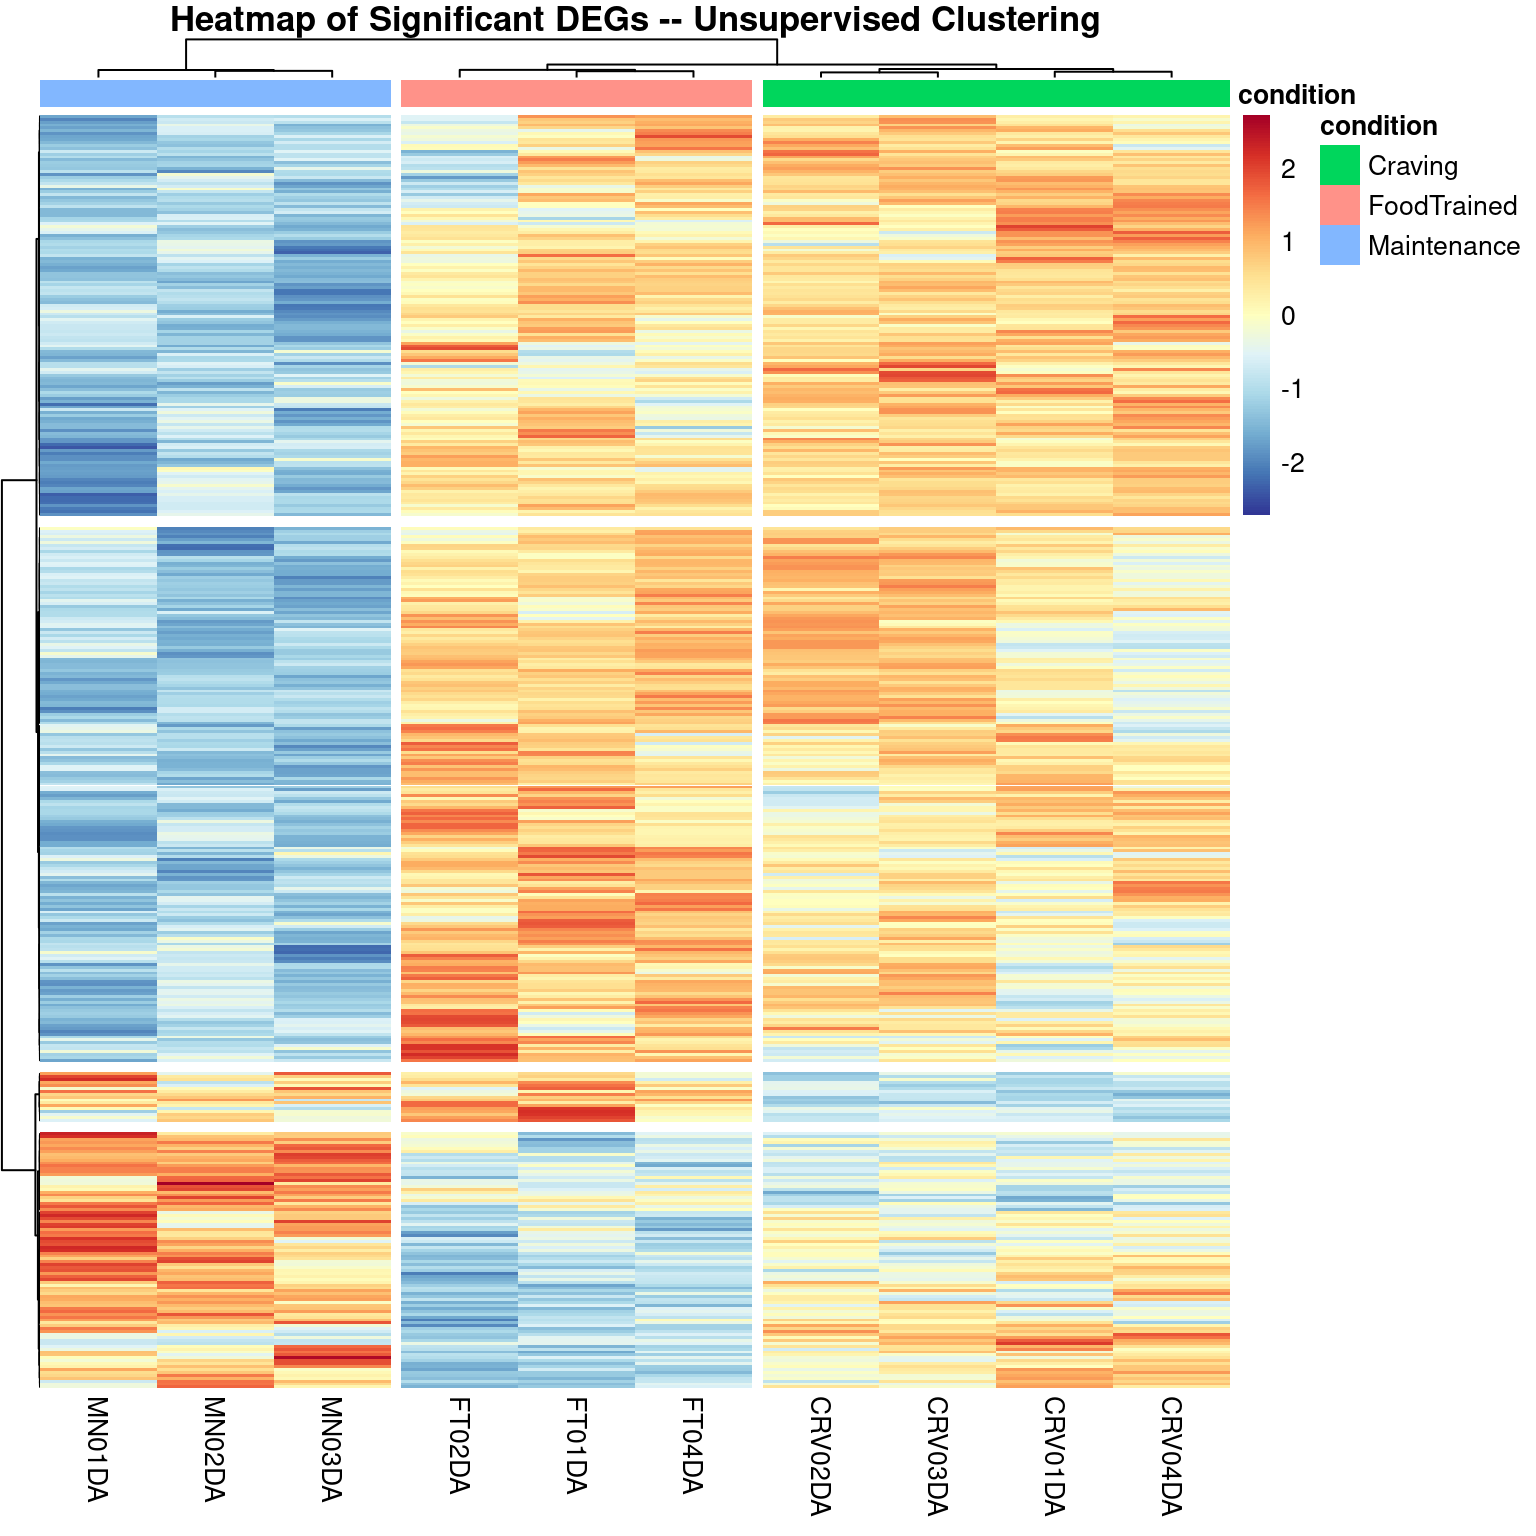 Heatmap of Significant DEGs -- Unsupervised Clustering
condition
condition
Craving
FoodTrained
Maintenance
2
1
0
-1
-2
MN01DA
MN02DA
MN03DA
FT02DA
FT01DA
FT04DA
CRV02DA
CRV03DA
CRV01DA
CRV04DA